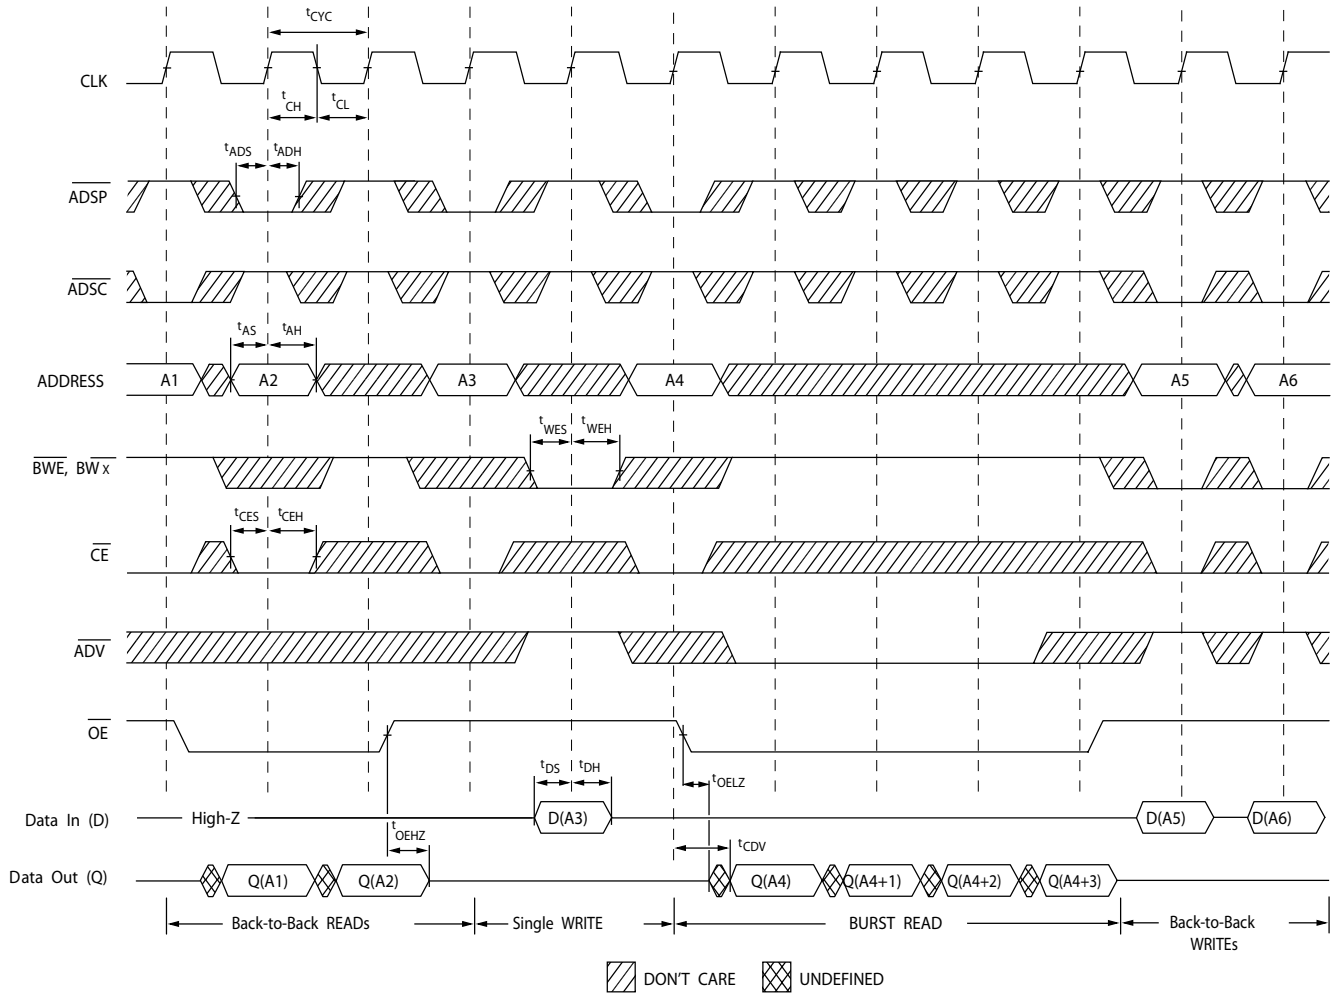 tCYC
CLK
tCH
tCL
tADS
tADH
ADSP
ADSC
tAS
tAH
ADDRESS
A1
A2
A3
A4
A5
A6
tWES
tWEH
BWE, BW X
tCES
tCEH
CE
ADV
OE
tDS
tDH
tOELZ
Data In (D)
High-Z
D(A3)
D(A5)
D(A6)
tOEHZ
tCDV
Data Out (Q)
Q(A1)
Q(A2)
Q(A4)
Q(A4+1)
Q(A4+2)
Q(A4+3)
Back-to-Back READs
Single WRITE
BURST READ
Back-to-Back
WRITEs
DON'T CARE
UNDEFINED